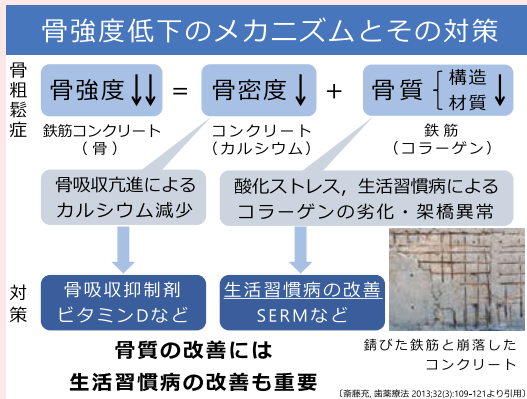 骨強度低下のメカニズムとその対策
骨粗鬆症
骨強度↓↓ = 骨密度↓ + 骨質{構造 材質↓
鉄筋コンクリート
（骨）
コンクリート
（カルシウム）
鉄筋
（コラーゲン）
骨吸収亢進による
カルシウム減少
酸化ストレス，生活習慣病による
コラーゲンの劣化・架橋異常
対策
骨吸収抑制剤
ビタミンDなど
生活習慣病の改善
SERMなど
錆びた鉄筋と崩落した
コンクリート
骨質の改善には
生活習慣病の改善も重要
〔斎藤充, 歯薬療法 2013;32(3):109-121より引用〕